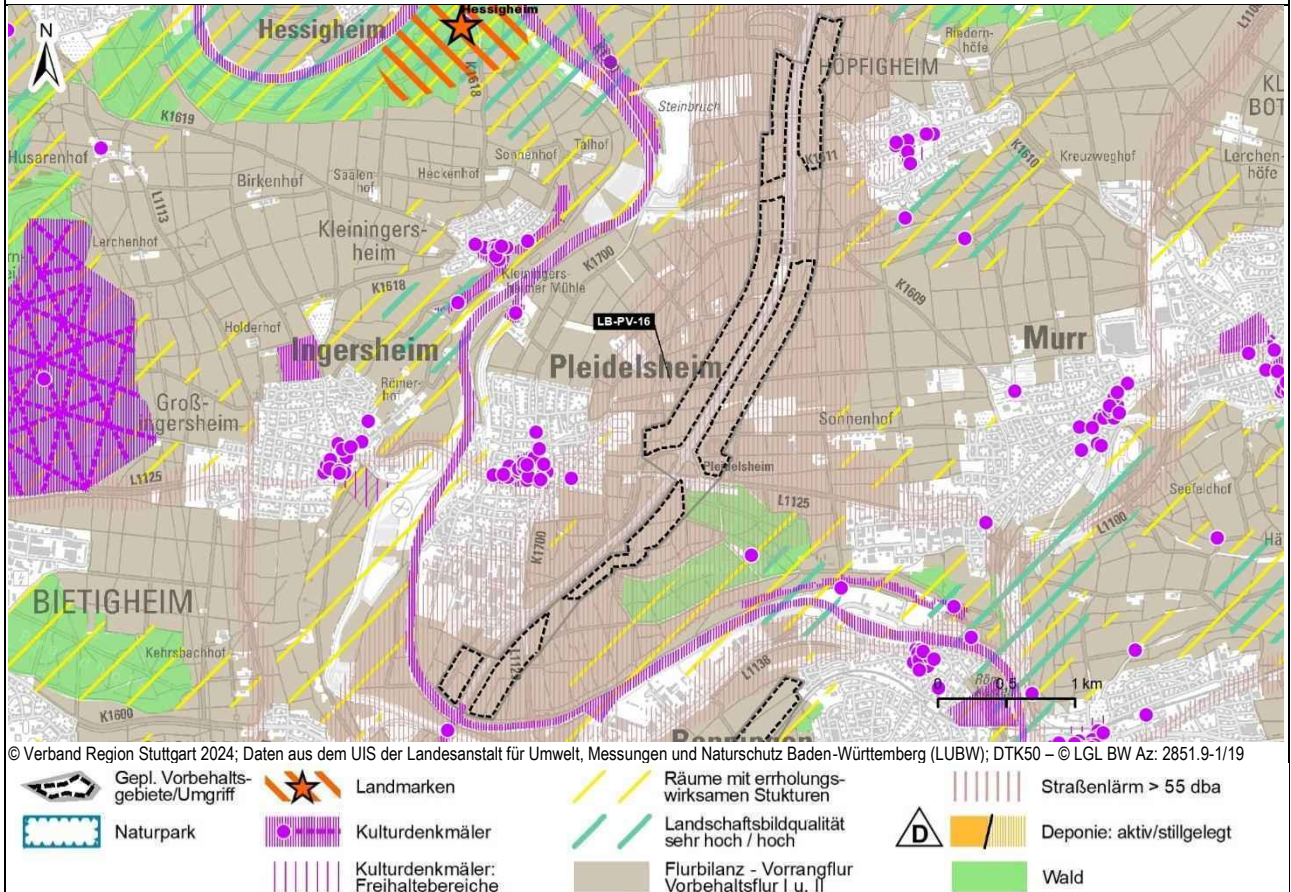 Hessigheim
N
Hessigheim
K1618
Riedern-
höfe
HÖPFIGHEIM
KL
BOT
Steinbruch
K1619
Husarenhof
Sonnenhof
Talhof
K1611
K1610
Kreuzweghof
Lerchen-
höfe
Birkenhof
Saalen
hof
Heckenhof
L1113
Kleiningers-
heim
Lerchenhof
K1700
Kleiningers-
heimer Mühle
K1618
K1609
Holderhof
LB-PV-16
Ingersheim
Murr
Pleidelsheim
Römer-
hof
Groß-
ingersheim
Sonnenhof
Pleidelsheim
L1125
L1125
Seefeldhof
K1700
L1100
Hä
BIETIGHEIM
Kehrsbachhof
L1129
L1138
Röm
0 0,5 1 km
K1600
Benningen
© Verband Region Stuttgart 2024; Daten aus dem UIS der Landesanstalt für Umwelt, Messungen und Naturschutz Baden-Württemberg (LUBW); DTK50 – © LGL BW Az: 2851.9-1/19
Gepl. Vorbehalts-
gebiete/Umgriff
Landmarken
Räume mit errholungs-
wirksamen Stukturen
Straßenlärm > 55 dba
Naturpark
Kulturdenkmäler
Landschaftsbildqualität
sehr hoch / hoch
D
Deponie: aktiv/stillgelegt
Kulturdenkmäler:
Freihaltebereiche
Flurbilanz - Vorrangflur
Vorbehaltsflur I u. II
Wald